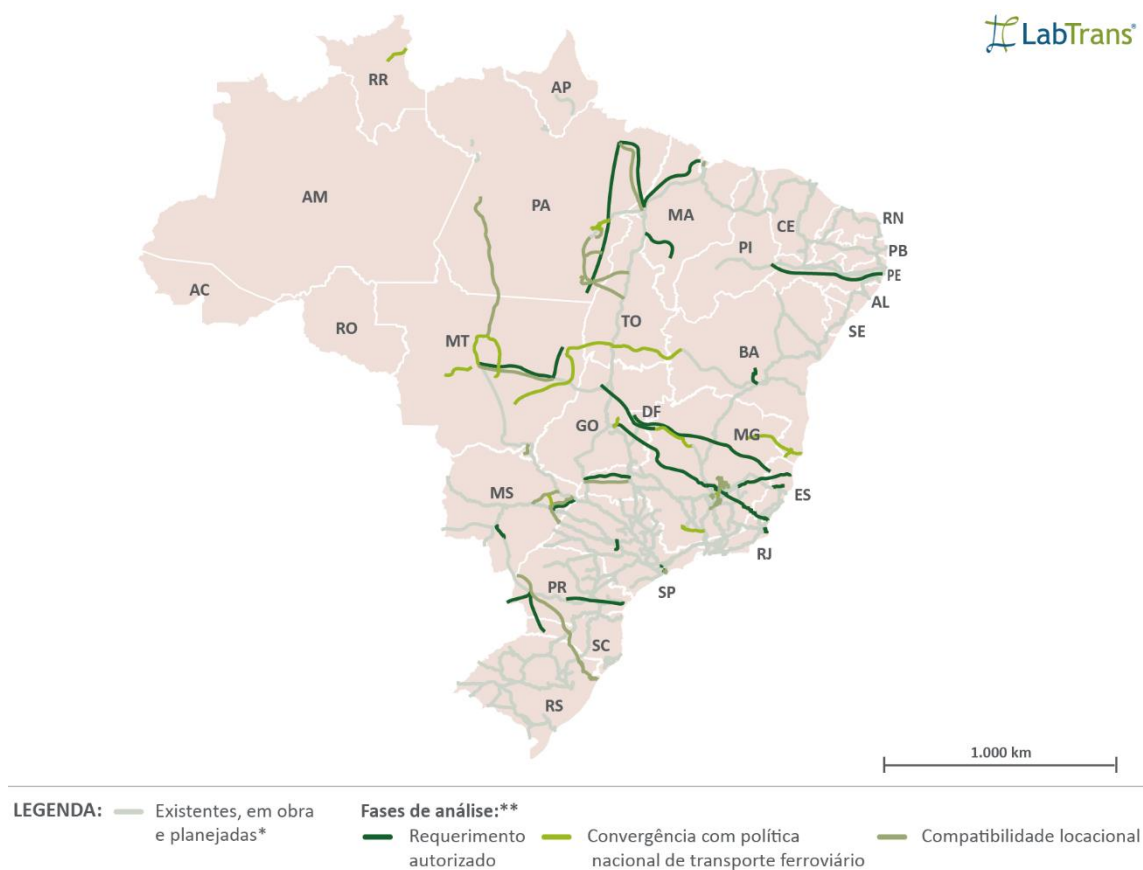 LabTrans®
RR
AP
AM
PA
MA
CE
RN
PI
PB
PE
AC
AL
TO
SE
RO
MT
BA
DF
GO
MG
MS
ES
RJ
PR
SP
SC
RS
1.000 km
LEGENDA:
Existentes, em obra
e planejadas*
Fases de análise:**
Requerimento
autorizado
Convergência com política
nacional de transporte ferroviário
Compatibilidade locacional